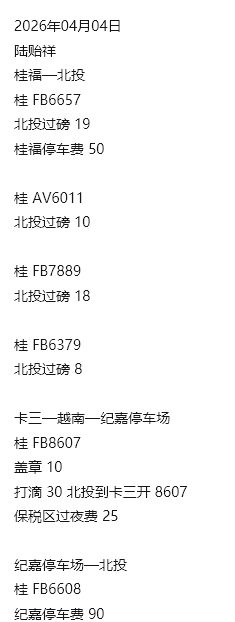 2026年04月04日
陆贻祥
桂福—北投
桂 FB6657
北投过磅 19
桂福停车费 50
桂 AV6011
北投过磅 10
桂 FB7889
北投过磅 18
桂 FB6379
北投过磅 8
卡三—越南—纪嘉停车场
桂 FB8607
盖章 10
打滴 30 北投到卡三开 8607
保税区过夜费 25
纪嘉停车场—北投
桂 FB6608
纪嘉停车费 90